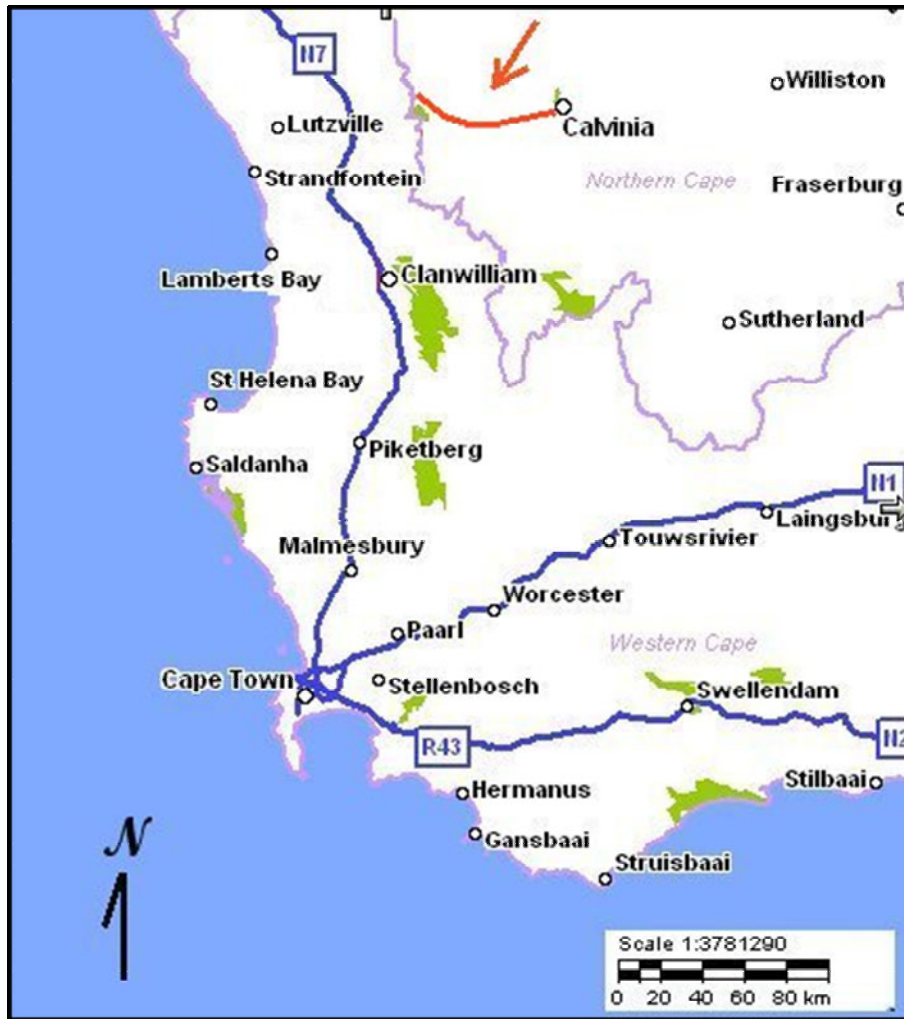 N7
Williston
Lutzville
Calvinia
Strandfontein
Northern Cape
Fraserburg
Lamberts Bay
Clanwilliam
Sutherland
St Helena Bay
Piketberg
Saldanha
N1
Laingsburg
Touwsrivier
Malmesbury
Worcester
Paarl
Western Cape
Cape Town
Stellenbosch
Swellendam
R43
N2
Stilbaai
Hermanus
Gansbaai
N
Struisbaai
Scale 1:3781290
0 20 40 60 80 km